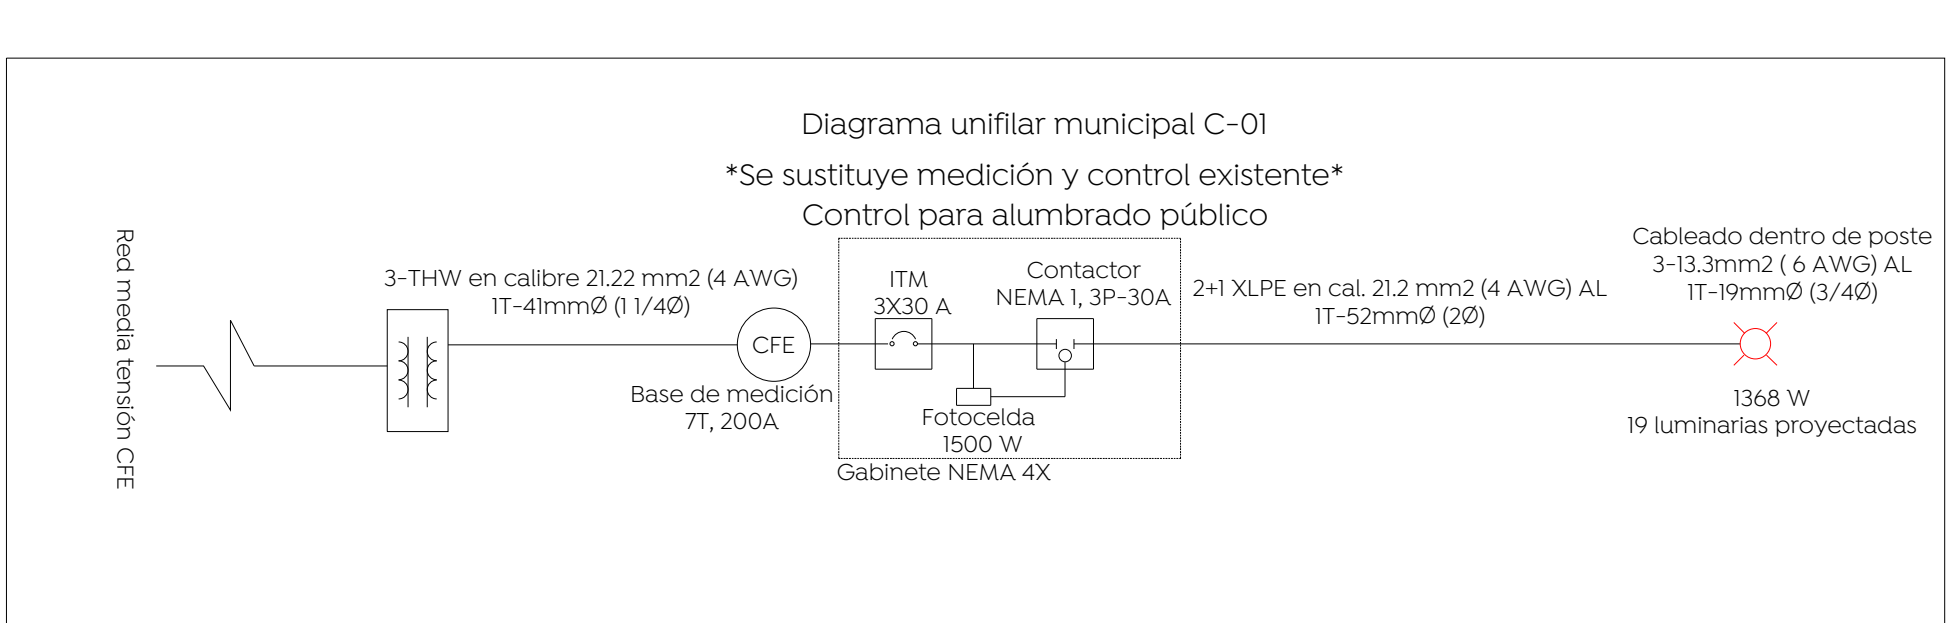 Diagrama unifilar municipal C-01
*Se sustituye medición y control existente*
Control para alumbrado público
Red media tensión CFE
3-THW en calibre 21.22 mm2 (4 AWG)
1T-41mmØ (1 1/4Ø)
CFE
Base de medición
7T, 200A
ITM
3X30 A
Contactor
NEMA 1, 3P-30A
Fotocelda
1500 W
Gabinete NEMA 4X
2+1 XLPE en cal. 21.2 mm2 (4 AWG) AL
1T-52mmØ (2Ø)
Cableado dentro de poste
3-13.3mm2 ( 6 AWG) AL
1T-19mmØ (3/4Ø)
1368 W
19 luminarias proyectadas